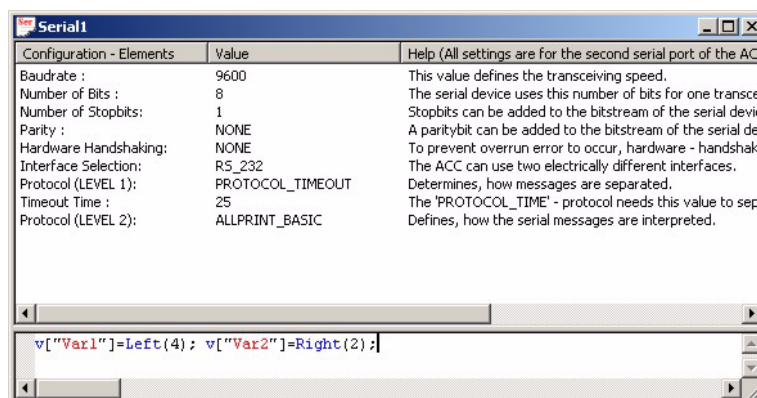 Serial1
Configuration - Elements Value Help (All settings are for the second serial port of the AC
Baudrate : 9600 This value defines the transceiving speed.
Number of Bits : 8 The serial device uses this number of bits for one transce
Number of Stopbits: 1 Stopbits can be added to the bitstream of the serial devi
Parity : NONE A paritybit can be added to the bitstream of the serial de
Hardware Handshaking: NONE To prevent overrun error to occur, hardware - handshak
Interface Selection: RS_232 The ACC can use two electrically different interfaces.
Protocol (LEVEL 1): PROTOCOL_TIMEOUT Determines, how messages are separated.
Timeout Time : 25 The 'PROTOCOL_TIME' - protocol needs this value to sep
Protocol (LEVEL 2): ALLPRINT_BASIC Defines, how the serial messages are interpreted.
v["Var1"]=Left(4); v["Var2"]=Right(2);